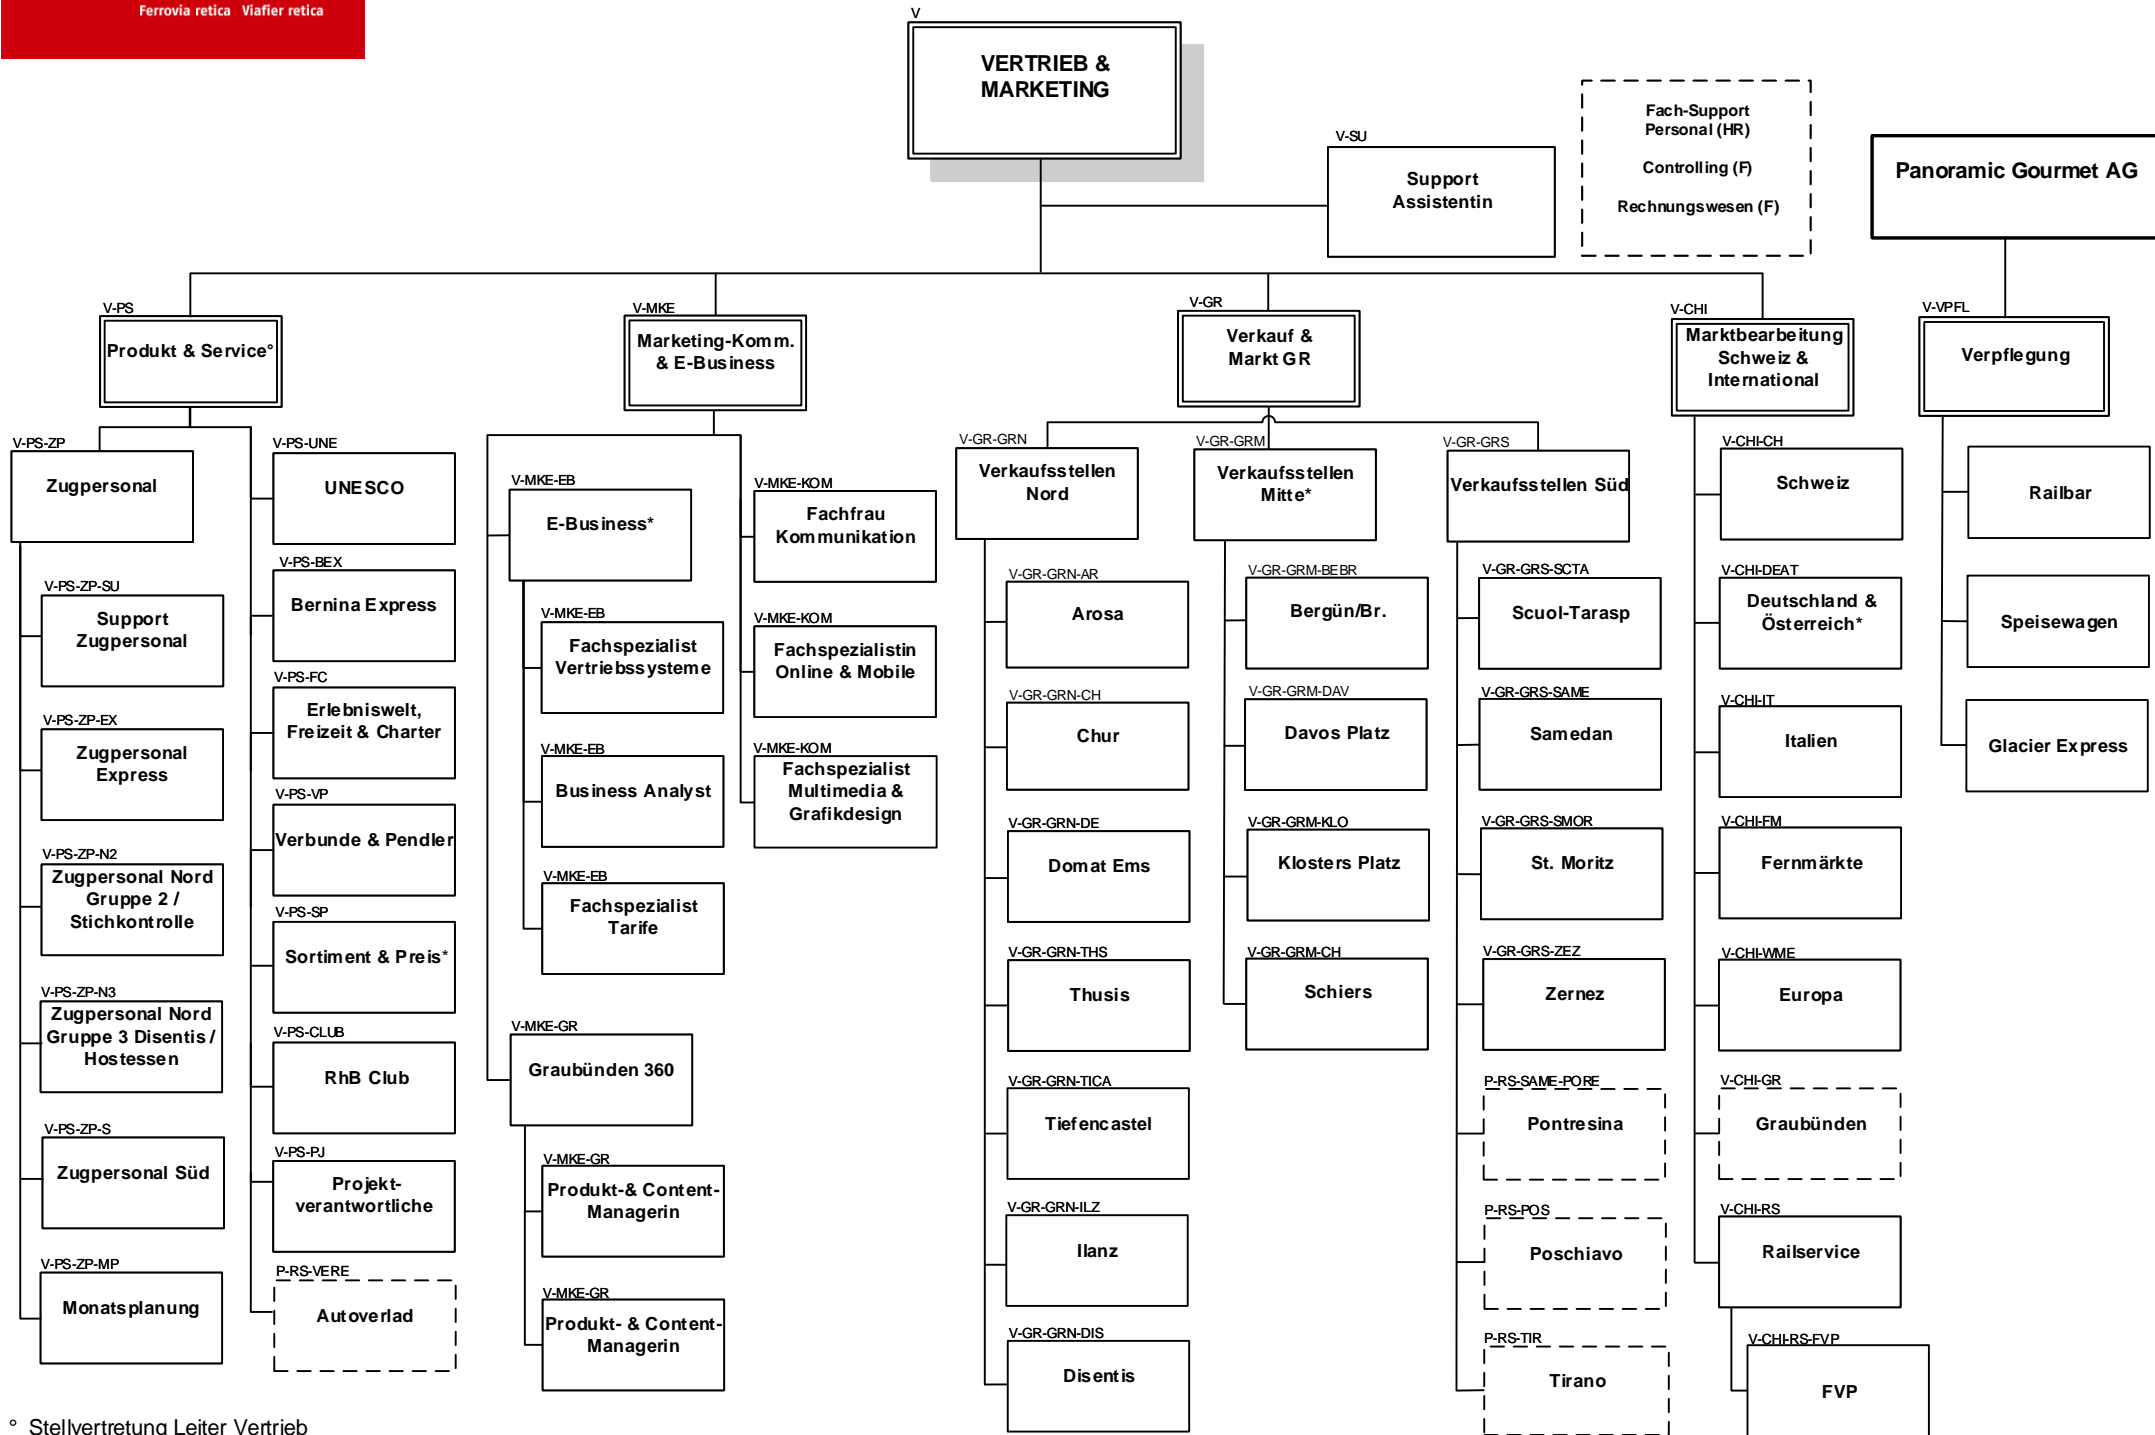 Ferrovia retica Viafier retica
V
VERTRIEB &
MARKETING
V-SU
Support
Assistentin
Fach-Support
Personal (HR)
Controlling (F)
Rechnungswesen (F)
Panoramic Gourmet AG
V-PS
Produkt & Service°
V-MKE
Marketing-Komm.
& E-Business
V-GR
Verkauf &
Markt GR
V-CHI
Marktbearbeitung
Schweiz &
International
V-VPFL
Verpflegung
V-PS-ZP
Zugpersonal
V-PS-ZP-SU
Support
Zugpersonal
V-PS-ZP-EX
Zugpersonal
Express
V-PS-ZP-N2
Zugpersonal Nord
Gruppe 2 /
Stichkontrolle
V-PS-ZP-N3
Zugpersonal Nord
Gruppe 3 Disentis /
Hostessen
V-PS-ZP-S
Zugpersonal Süd
V-PS-ZP-MP
Monatsplanung
V-PS-UNE
UNESCO
V-PS-BEX
Bernina Express
V-PS-FC
Erlebniswelt,
Freizeit & Charter
V-PS-VP
Verbunde & Pendler
V-PS-SP
Sortiment & Preis*
V-PS-CLUB
RhB Club
V-PS-PJ
Projekt-
verantwortliche
P-RS-VERE
Autoverlad
V-MKE-EB
E-Business*
V-MKE-EB
Fachspezialist
Vertriebssysteme
V-MKE-EB
Business Analyst
V-MKE-EB
Fachspezialist
Tarife
V-MKE-GR
Graubünden 360
V-MKE-GR
Produkt-& Content-
Managerin
V-MKE-GR
Produkt- & Content-
Managerin
V-MKE-KOM
Fachfrau
Kommunikation
V-MKE-KOM
Fachspezialistin
Online & Mobile
V-MKE-KOM
Fachspezialist
Multimedia &
Grafikdesign
V-GR-GRN
Verkaufsstellen
Nord
V-GR-GRN-AR
Arosa
V-GR-GRN-CH
Chur
V-GR-GRN-DE
Domat Ems
V-GR-GRN-THS
Thusis
V-GR-GRN-TICA
Tiefencastel
V-GR-GRN-ILZ
Ilanz
V-GR-GRN-DIS
Disentis
V-GR-GRM
Verkaufsstellen
Mitte*
V-GR-GRM-BEBR
Bergün/Br.
V-GR-GRM-DAV
Davos Platz
V-GR-GRM-KLO
Klosters Platz
V-GR-GRM-CH
Schiers
V-GR-GRS
Verkaufsstellen Süd
V-GR-GRS-SCTA
Scuol-Tarasp
V-GR-GRS-SAME
Samedan
V-GR-GRS-SMOR
St. Moritz
V-GR-GRS-ZEZ
Zernez
P-RS-SAME-PORE
Pontresina
P-RS-POS
Poschiavo
P-RS-TIR
Tirano
V-CHI-CH
Schweiz
V-CHI-DEAT
Deutschland &
Österreich*
V-CHI-IT
Italien
V-CHI-FM
Fernmärkte
V-CHI-WME
Europa
V-CHI-GR
Graubünden
V-CHI-RS
Railservice
V-CHI-RS-FVP
FVP
Railbar
Speisewagen
Glacier Express
° Stellvertretung Leiter Vertrieb